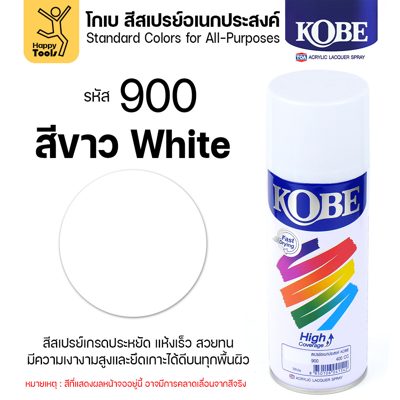 Happy
Tools
โกเบ สีสเปรย์อเนกประสงค์
Standard Colors for All-Purposes
KOBE
TOA ACRYLIC LACQUER SPRAY
รหัส 900
สีขาว White
KOBE
Fast
drying
High
Coverage
900 400 CC
ACRYLIC LACQUER SPRAY
สีสเปรย์เกรดประหยัด แห้งเร็ว สวยทน
มีความเงางามสูงและยึดเกาะได้ดีบนทุกพื้นผิว
หมายเหตุ : สีที่แสดงผลหน้าจออยู่นี้ อาจมีการคลาดเลื่อนจากสีจริง